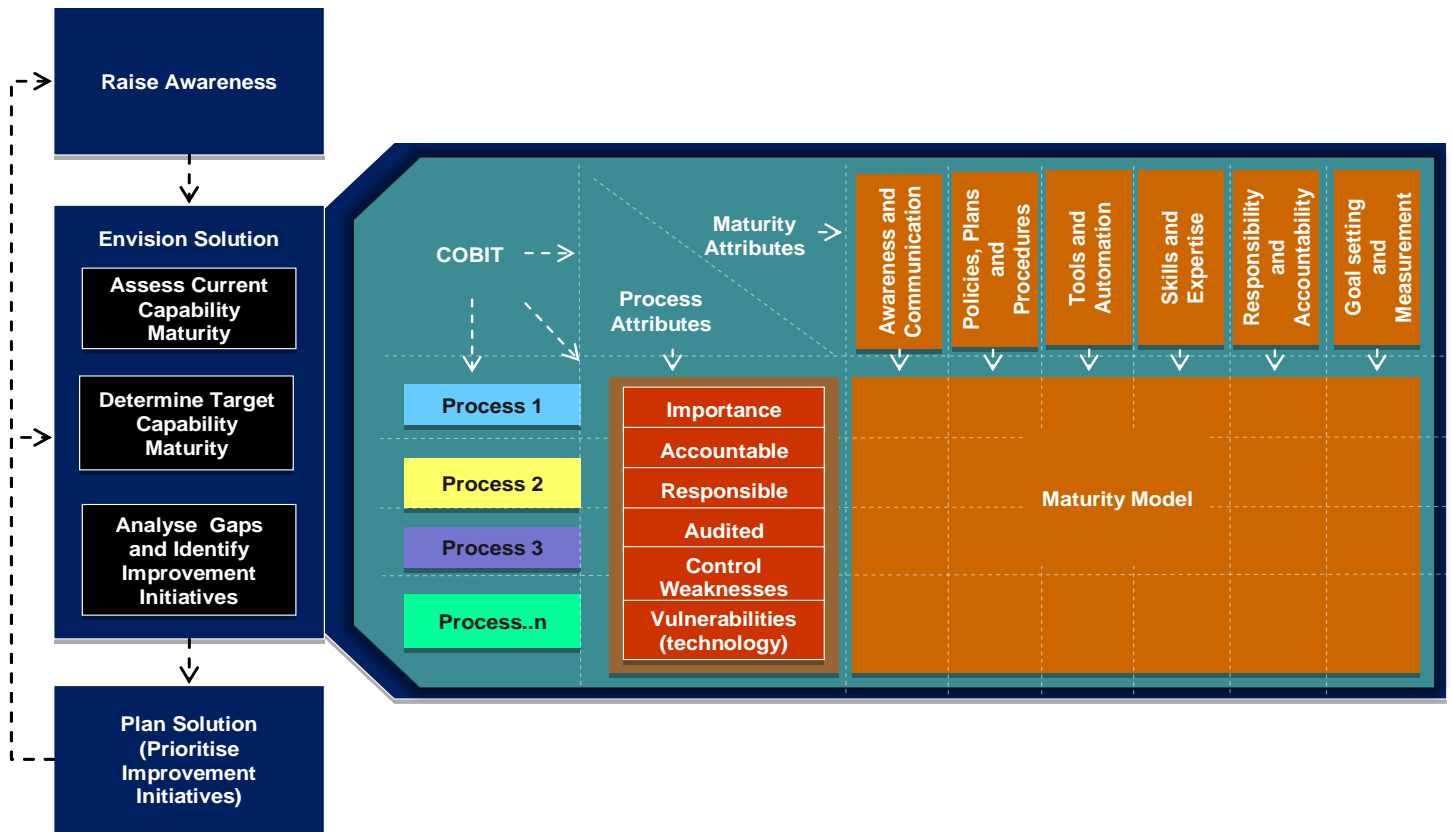 Raise Awareness
Envision Solution
Assess Current
Capability
Maturity
Determine Target
Capability
Maturity
Analyse Gaps
and Identify
Improvement
Initiatives
Plan Solution
(Prioritise
Improvement
Initiatives)
COBIT
Maturity
Attributes
Process
Attributes
Awareness and
Communication
Policies, Plans
and
Procedures
Tools and
Automation
Skills and
Expertise
Responsibility
and
Accountability
Goal setting
and
Measurement
Process 1
Process 2
Process 3
Process..n
Importance
Accountable
Responsible
Audited
Control
Weaknesses
Vulnerabilities
(technology)
Maturity Model